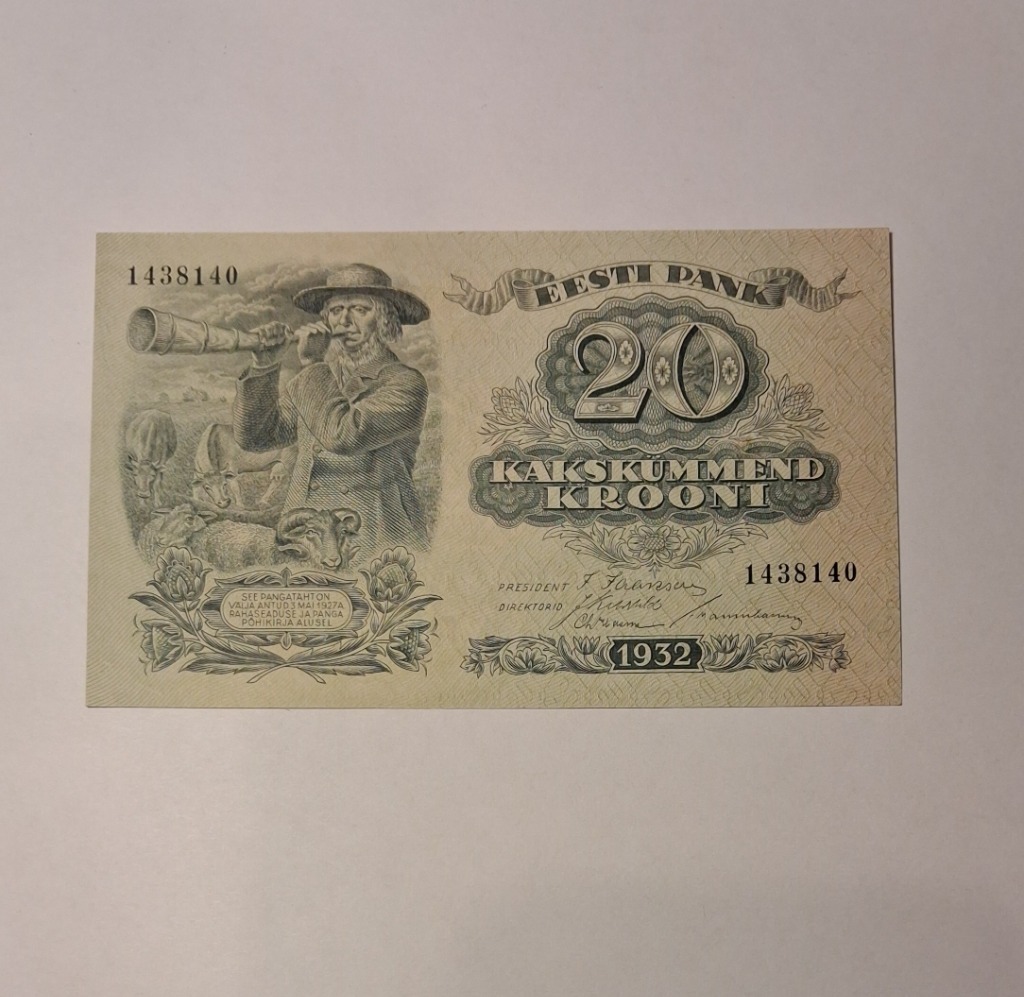 1438140
EESTI PANK
20
KAKSKÜMMEND
KROONI
1438140
PRESIDENT
DIREKTORID
SEE PANGATÄHT ON
VÄLJA ANTUD 3 MAI 1927 A.
RAHASEADUSE JA PANGA
PÕHIKIRJA ALUSEL
1932